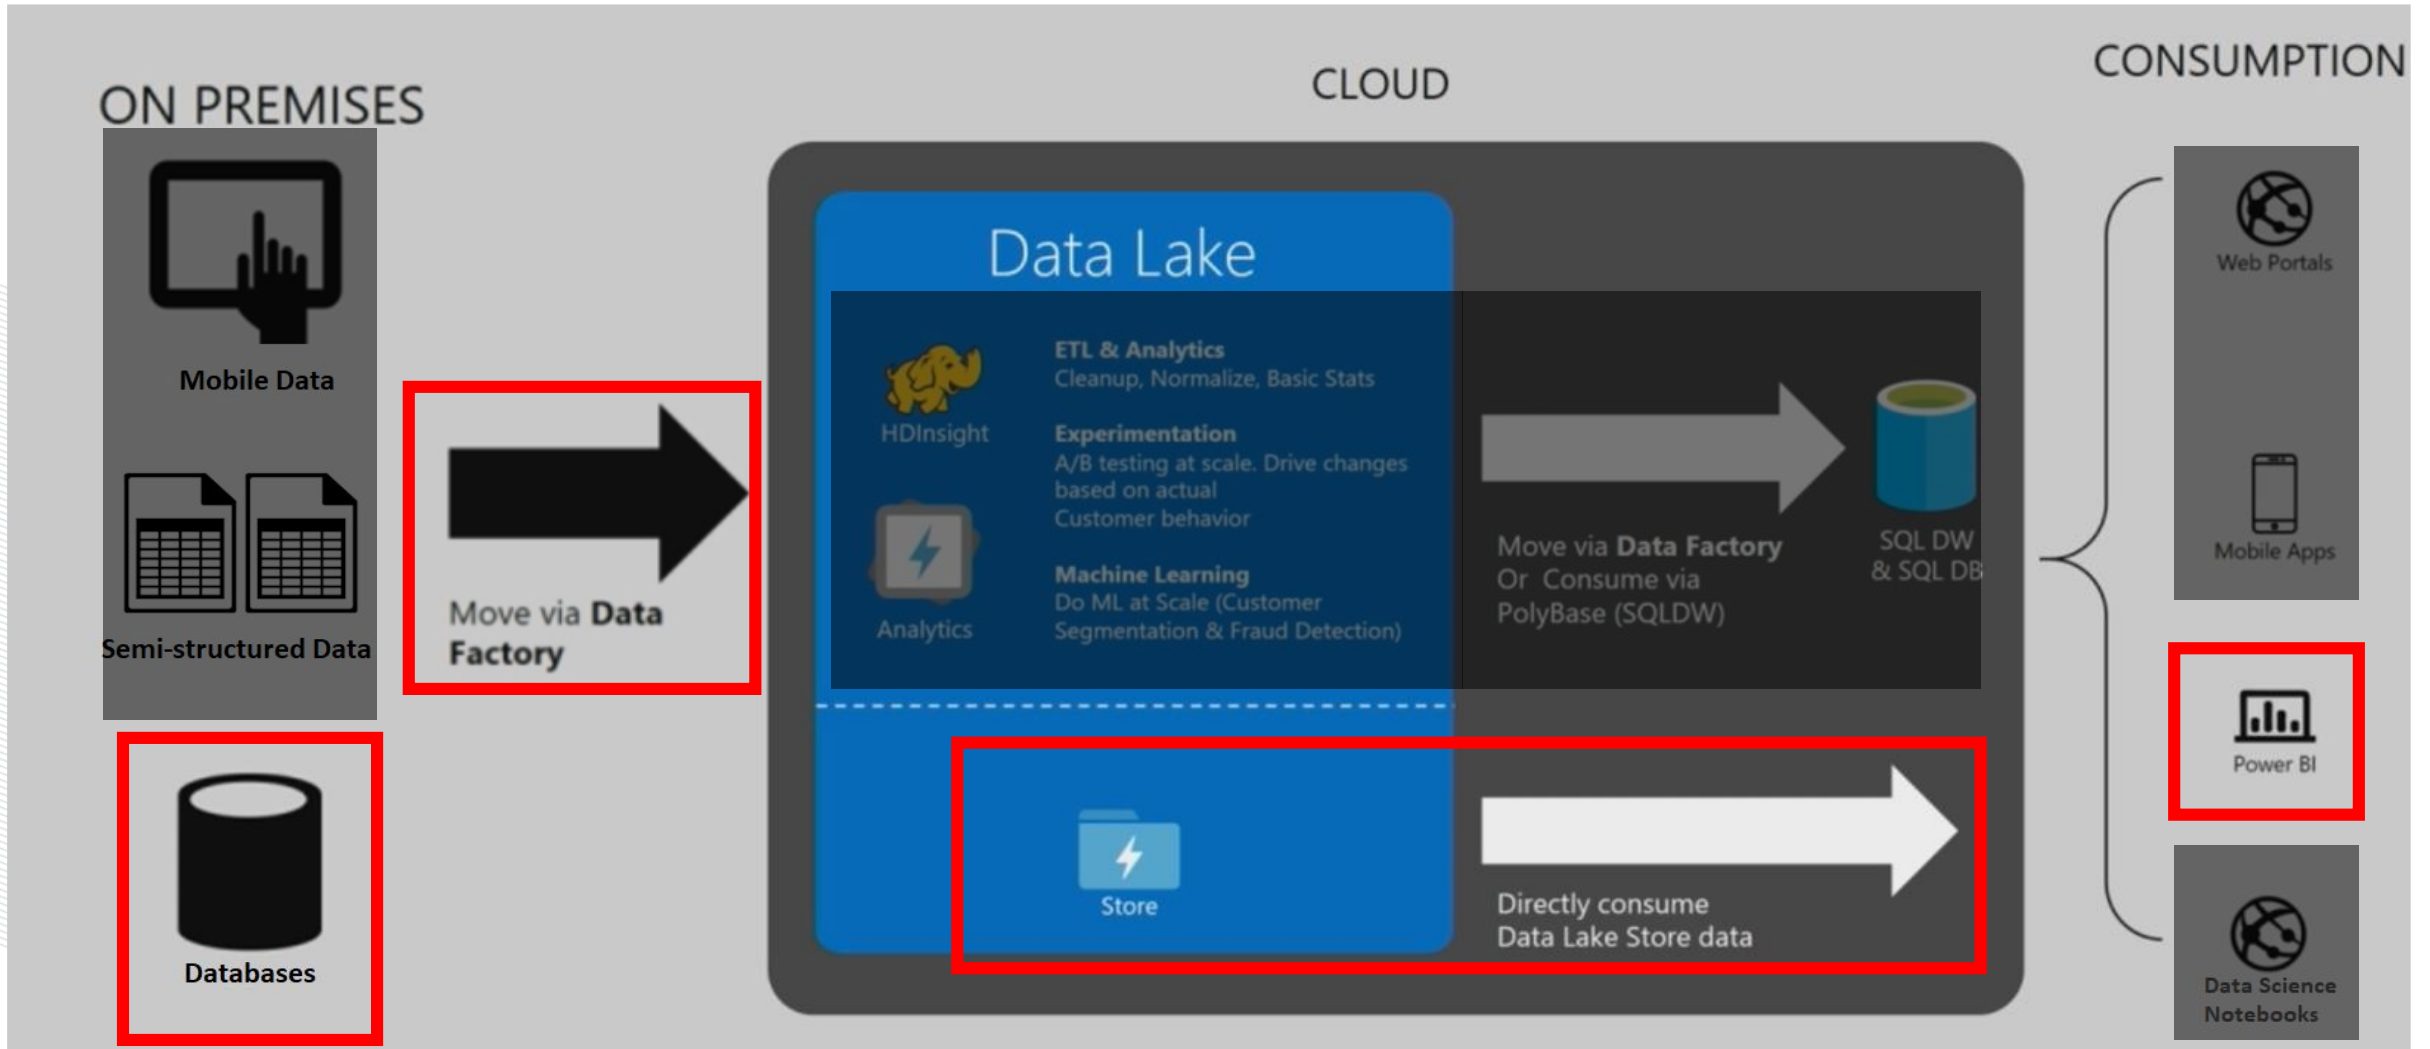 ON PREMISES
CLOUD
CONSUMPTION
Mobile Data
Semi-structured Data
Databases
Move via Data
Factory
Data Lake
HDInsight
Analytics
ETL & Analytics
Cleanup, Normalize, Basic Stats
Experimentation
A/B testing at scale. Drive changes
based on actual
Customer behavior
Machine Learning
Do ML at Scale (Customer
Segmentation & Fraud Detection)
Move via Data Factory
Or Consume via
PolyBase (SQLDW)
SQL DW
& SQL DB
Store
Directly consume
Data Lake Store data
Web Portals
Mobile Apps
Power BI
Data Science
Notebooks